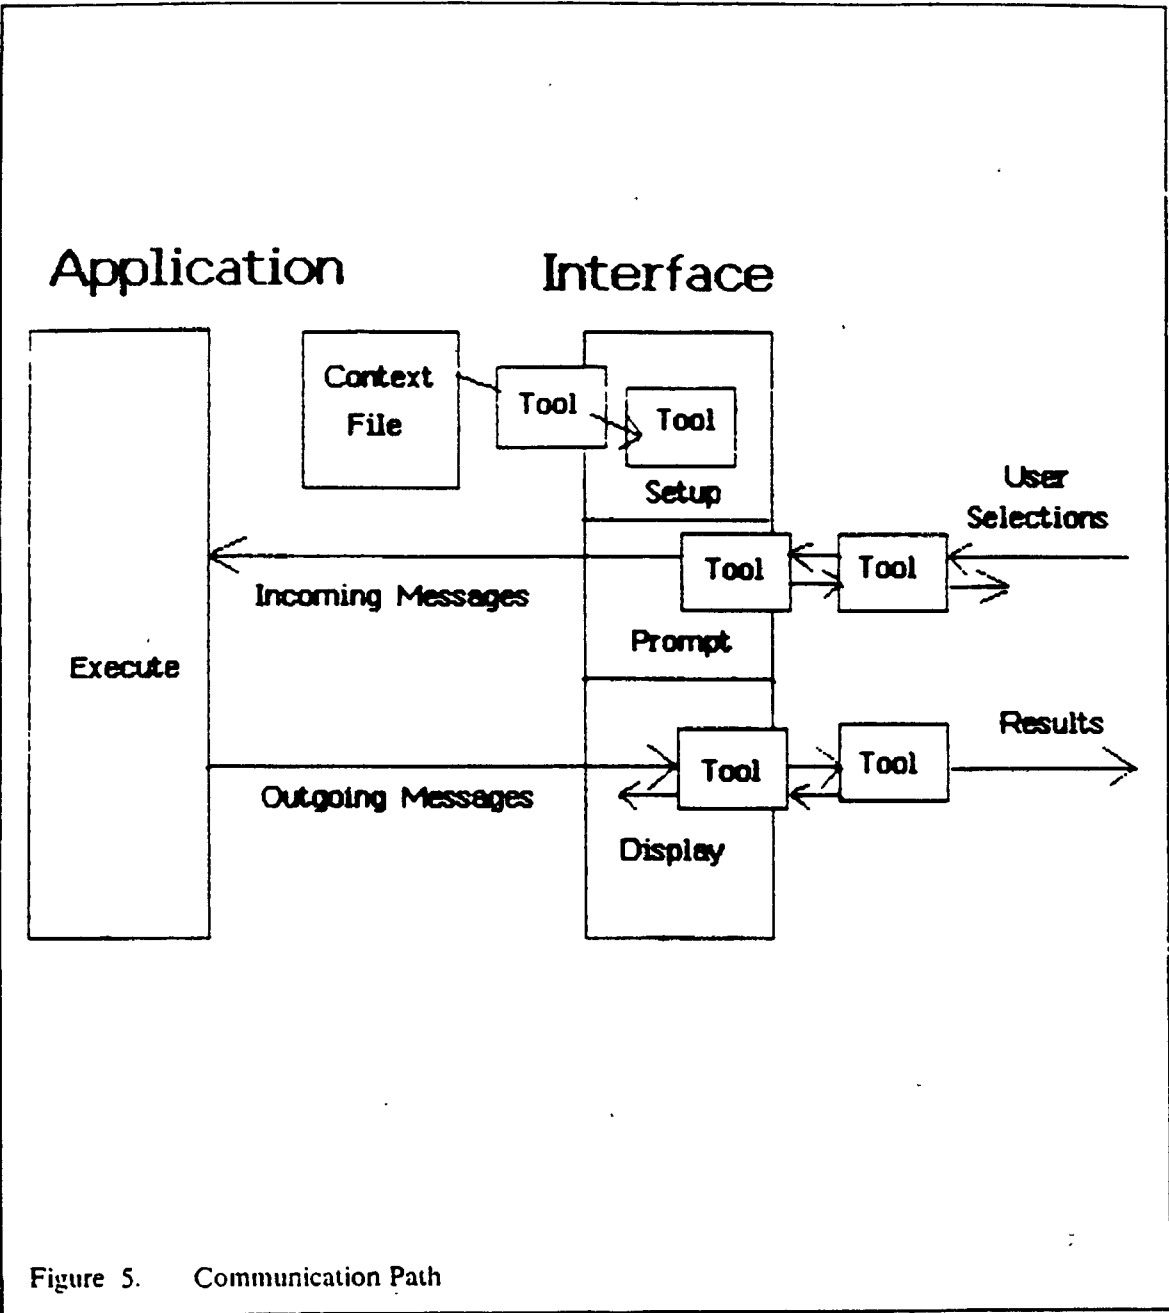 Application
Interface
Context
File
Tool
Tool
Setup
User
Selections
Tool
Tool
Incoming Messages
Prompt
Execute
Results
Tool
Tool
Outgoing Messages
Display
Figure 5. Communication Path